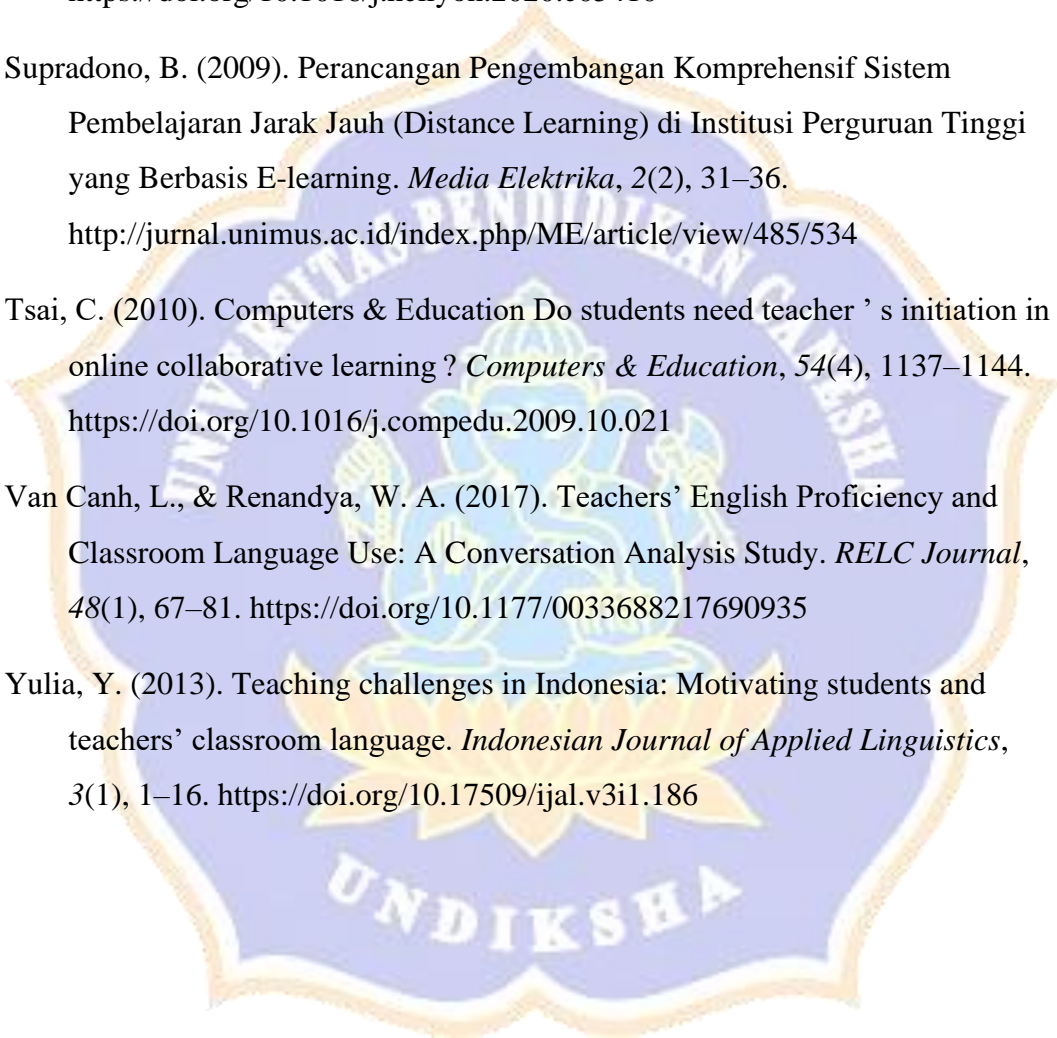 Supradono, B. (2009). Perancangan Pengembangan Komprehensif Sistem
Pembelajaran Jarak Jauh (Distance Learning) di Institusi Perguruan Tinggi
yang Berbasis E-learning. Media Elektrika, 2(2), 31–36.
http://jurnal.unimus.ac.id/index.php/ME/article/view/485/534
Tsai, C. (2010). Computers & Education Do students need teacher ’ s initiation in
online collaborative learning ? Computers & Education, 54(4), 1137–1144.
https://doi.org/10.1016/j.compedu.2009.10.021
Van Canh, L., & Renandya, W. A. (2017). Teachers’ English Proficiency and
Classroom Language Use: A Conversation Analysis Study. RELC Journal,
48(1), 67–81. https://doi.org/10.1177/0033688217690935
Yulia, Y. (2013). Teaching challenges in Indonesia: Motivating students and
teachers’ classroom language. Indonesian Journal of Applied Linguistics,
3(1), 1–16. https://doi.org/10.17509/ijal.v3i1.186
UNIVERSITAS PENDIDIKAN GANESHA
UNDIKSHA